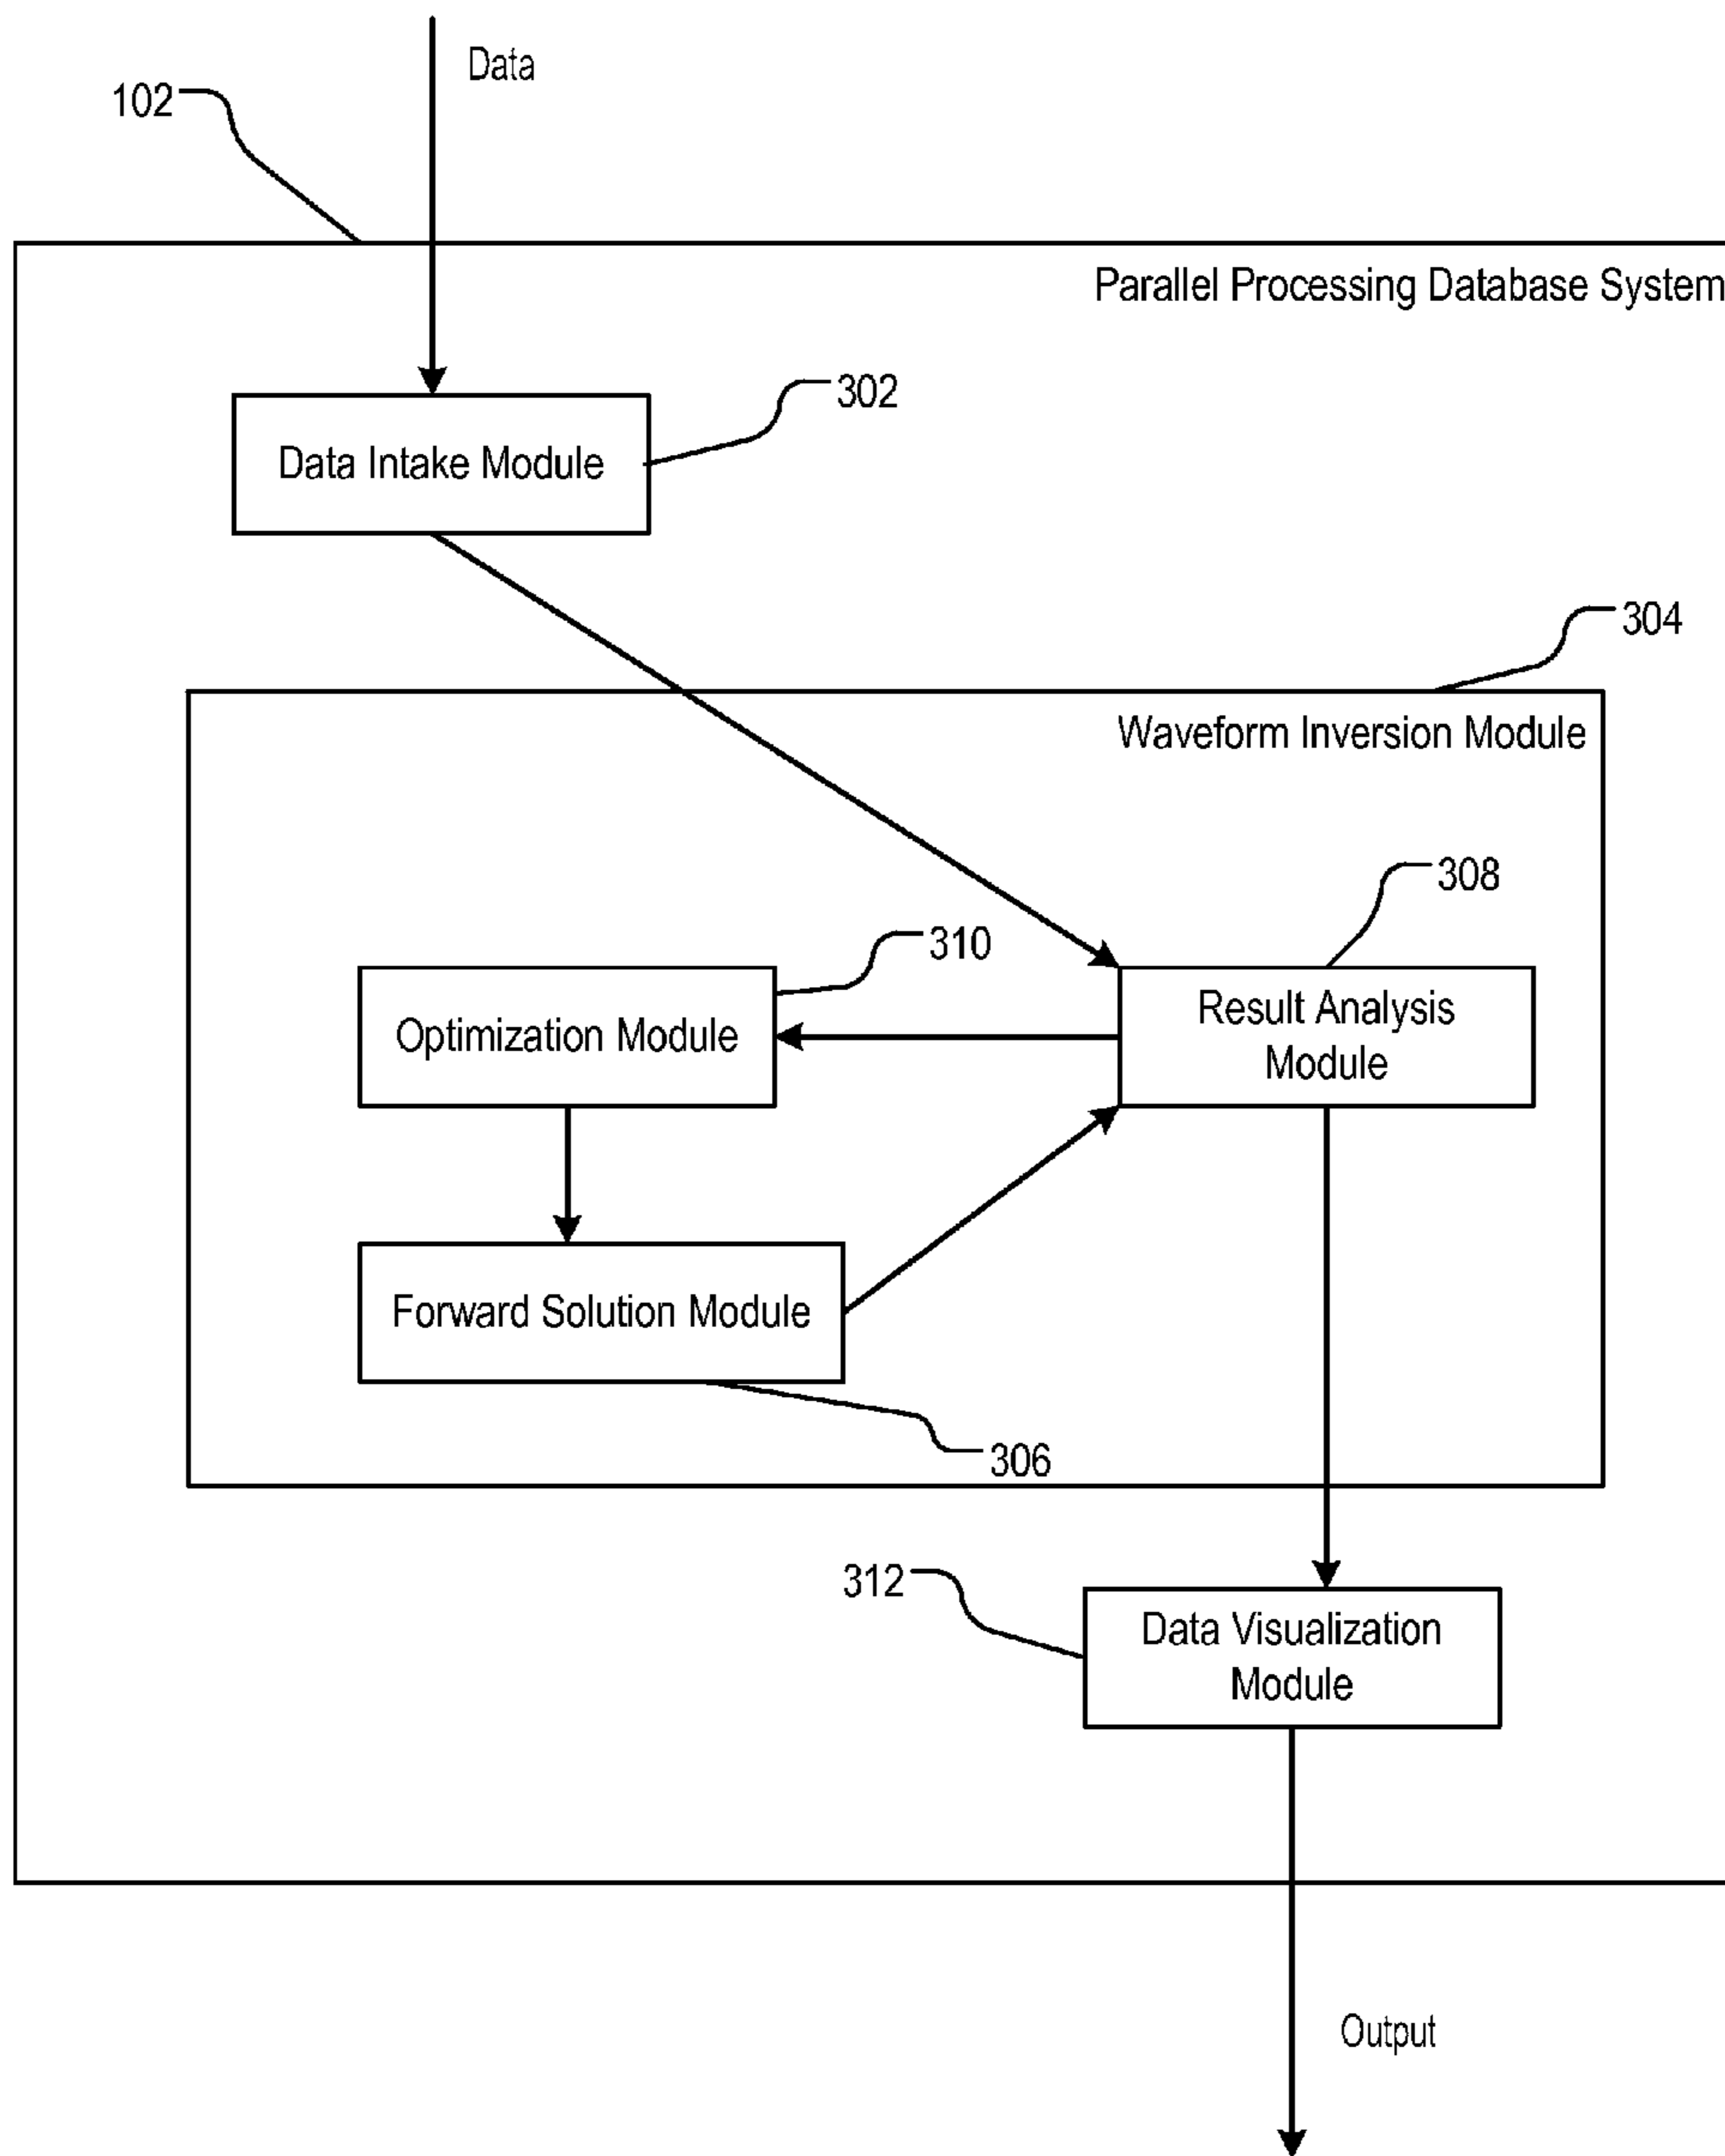 Data
102
Parallel Processing Database System
302
Data Intake Module
304
Waveform Inversion Module
308
310
Result Analysis
Module
Optimization Module
Forward Solution Module
306
312
Data Visualization
Module
Output